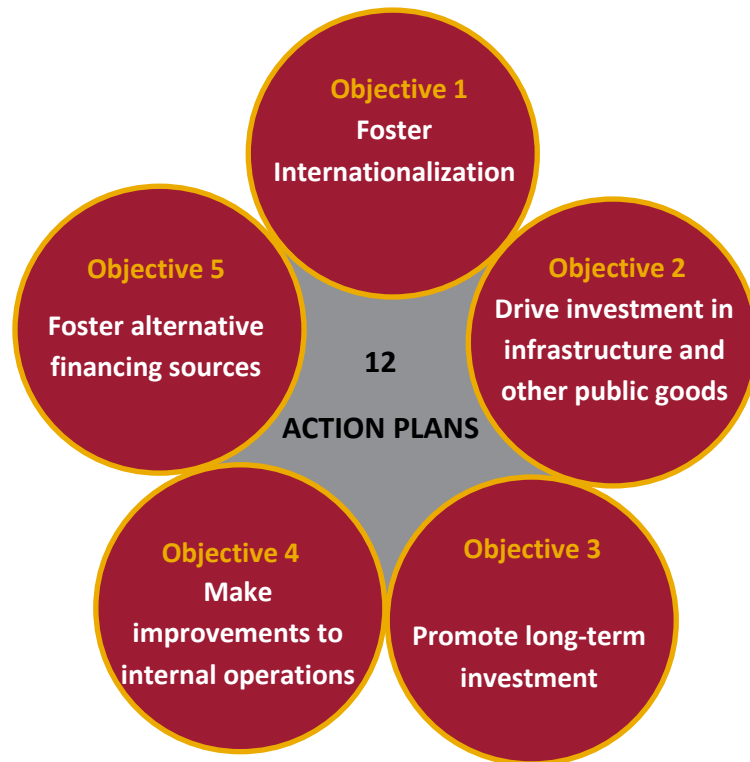 Objective 1
Foster
Internationalization
Objective 2
Drive investment in
infrastructure and
other public goods
Objective 3
Promote long-term
investment
Objective 4
Make
improvements to
internal operations
Objective 5
Foster alternative
financing sources
12
ACTION PLANS